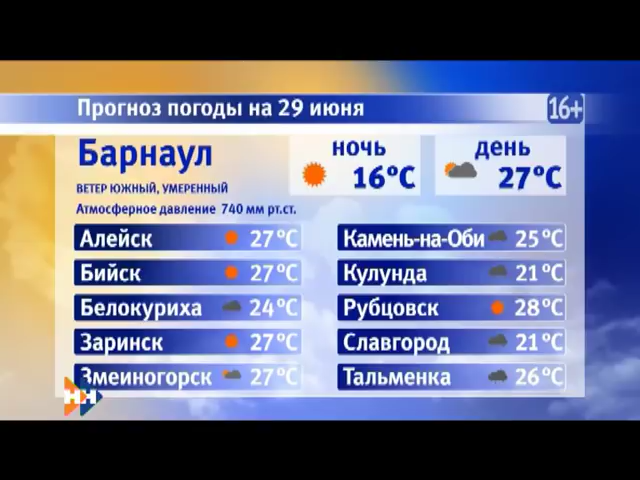 Прогноз погоды на 29 июня
16+
Барнаул
ВЕТЕР ЮЖНЫЙ, УМЕРЕННЫЙ
Атмосферное давление 740 мм рт.ст.
ночь
16°C
день
27°C
Алейск 27°C
Бийск 27°C
Белокуриха 24°C
Заринск 27°C
Змеиногорск 27°C
Камень-на-Оби 25°C
Кулунда 21°C
Рубцовск 28°C
Славгород 21°C
Тальменка 26°C
НН